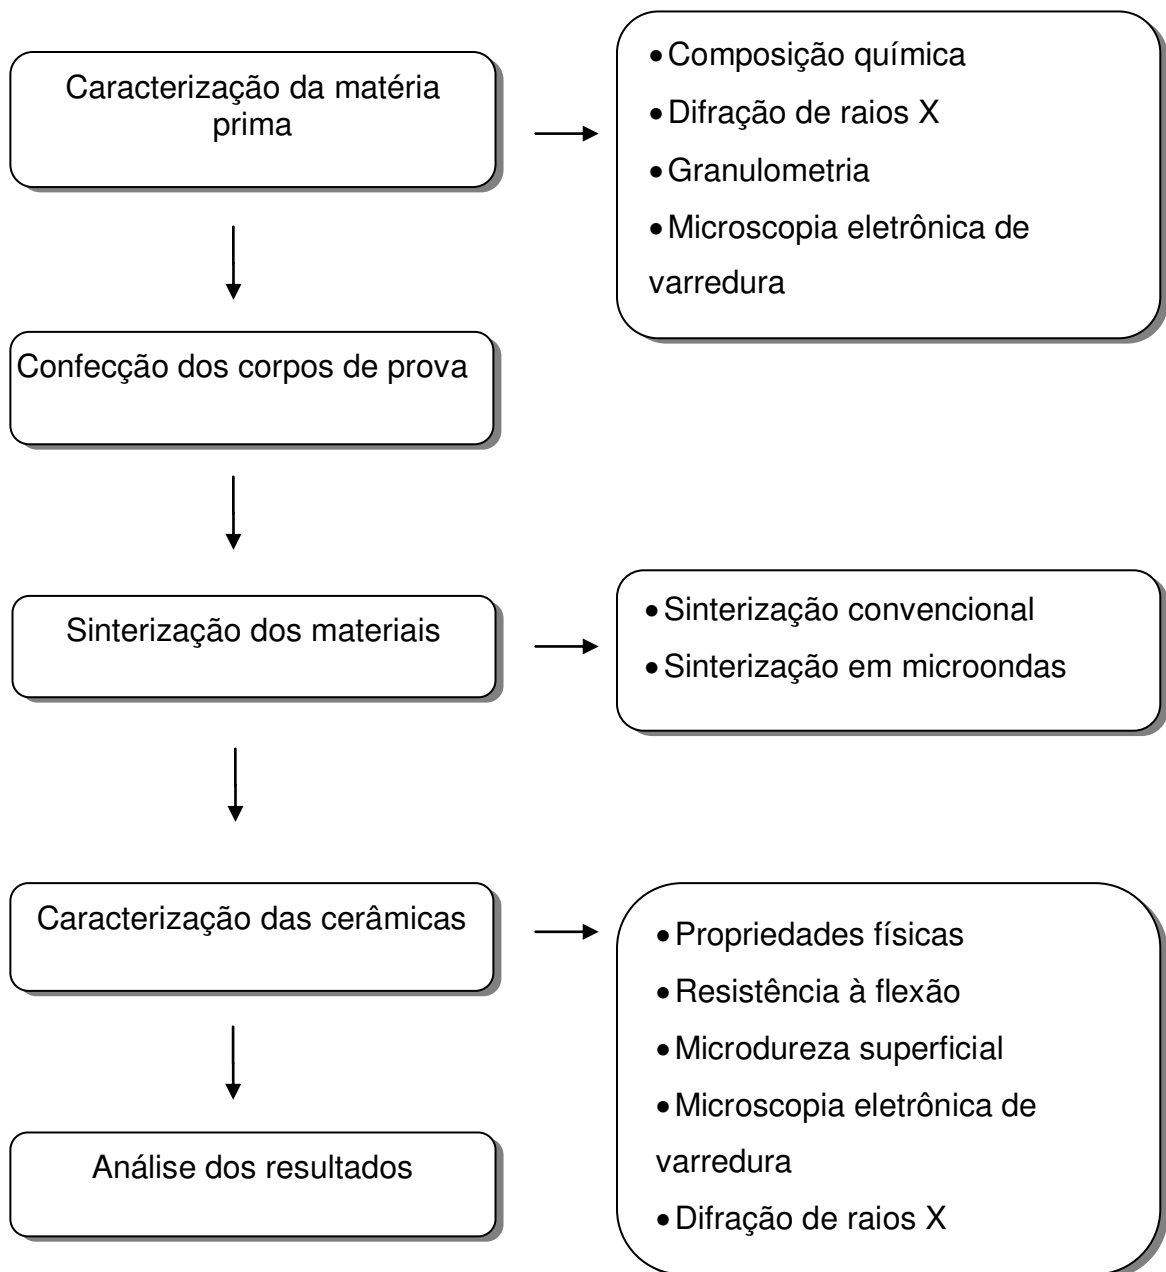 Caracterização da matéria
prima
•Composição química
•Difração de raios X
•Granulometria
•Microscopia eletrônica de
varredura
Confecção dos corpos de prova
Sinterização dos materiais
•Sinterização convencional
•Sinterização em microondas
Caracterização das cerâmicas
•Propriedades físicas
•Resistência à flexão
•Microdureza superficial
•Microscopia eletrônica de
varredura
•Difração de raios X
Análise dos resultados